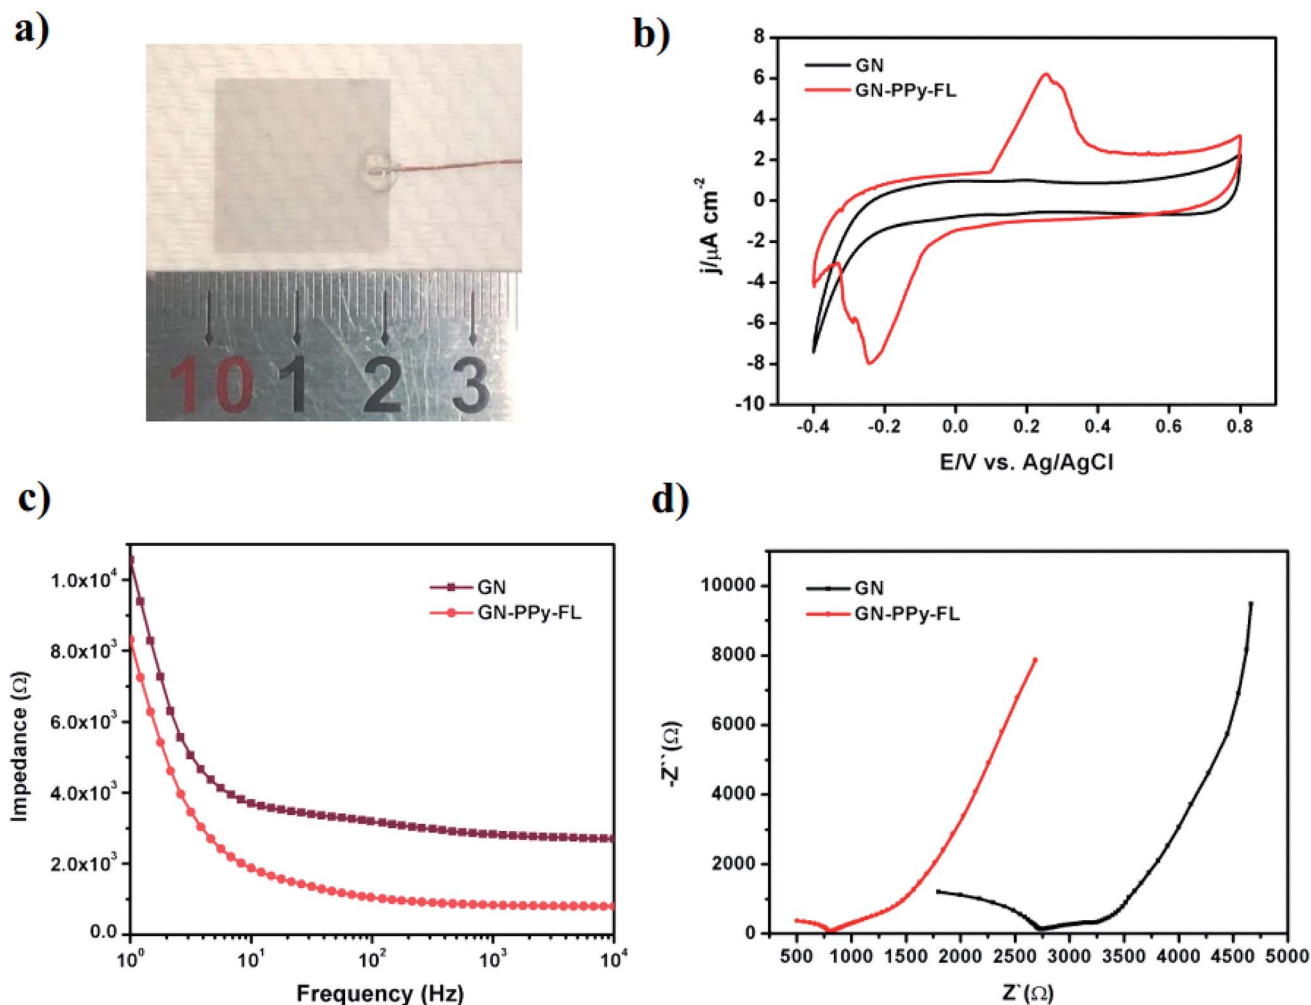 a)
10 1 2 3
b)
8
6
4
2
0
-2
-4
-6
-8
-10
j/µA cm⁻²
GN
GN-PPy-FL
-0.4 -0.2 0.0 0.2 0.4 0.6 0.8
E/V vs. Ag/AgCl
c)
1.0x10⁴
8.0x10³
6.0x10³
4.0x10³
2.0x10³
0.0
Impedance (Ω)
GN
GN-PPy-FL
10⁰ 10¹ 10² 10³ 10⁴
Frequency (Hz)
d)
10000
8000
6000
4000
2000
0
-Z``(Ω)
GN
GN-PPy-FL
500 1000 1500 2000 2500 3000 3500 4000 4500 5000
Z`(Ω)